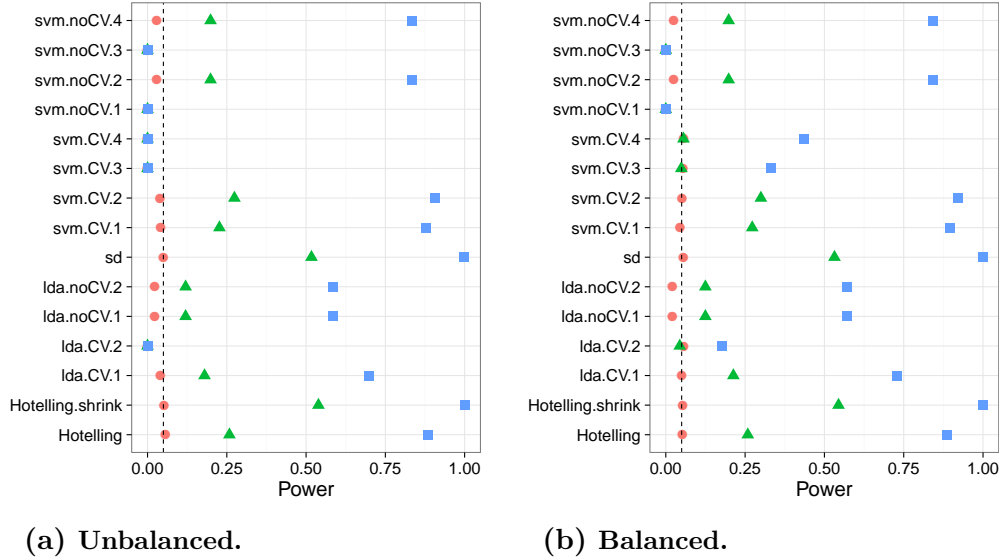 svm.noCV.4
svm.noCV.3
svm.noCV.2
svm.noCV.1
svm.CV.4
svm.CV.3
svm.CV.2
svm.CV.1
sd
lda.noCV.2
lda.noCV.1
lda.CV.2
lda.CV.1
Hotelling.shrink
Hotelling
0.00 0.25 0.50 0.75 1.00
Power
(a) Unbalanced.
svm.noCV.4
svm.noCV.3
svm.noCV.2
svm.noCV.1
svm.CV.4
svm.CV.3
svm.CV.2
svm.CV.1
sd
lda.noCV.2
lda.noCV.1
lda.CV.2
lda.CV.1
Hotelling.shrink
Hotelling
0.00 0.25 0.50 0.75 1.00
Power
(b) Balanced.